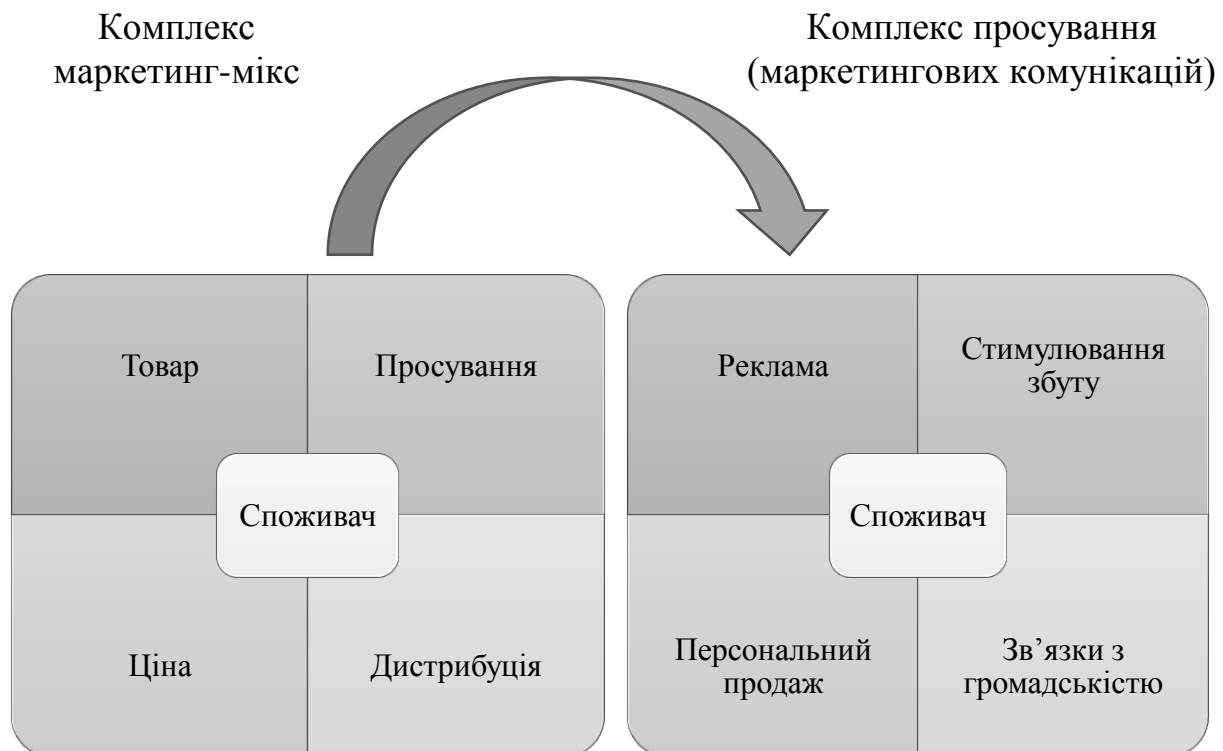 Комплекс
маркетинг-мікс
Комплекс просування
(маркетингових комунікацій)
Товар
Просування
Споживач
Ціна
Дистрибуція
Реклама
Стимулювання
збуту
Споживач
Персональний
продаж
Зв’язки з
громадськістю